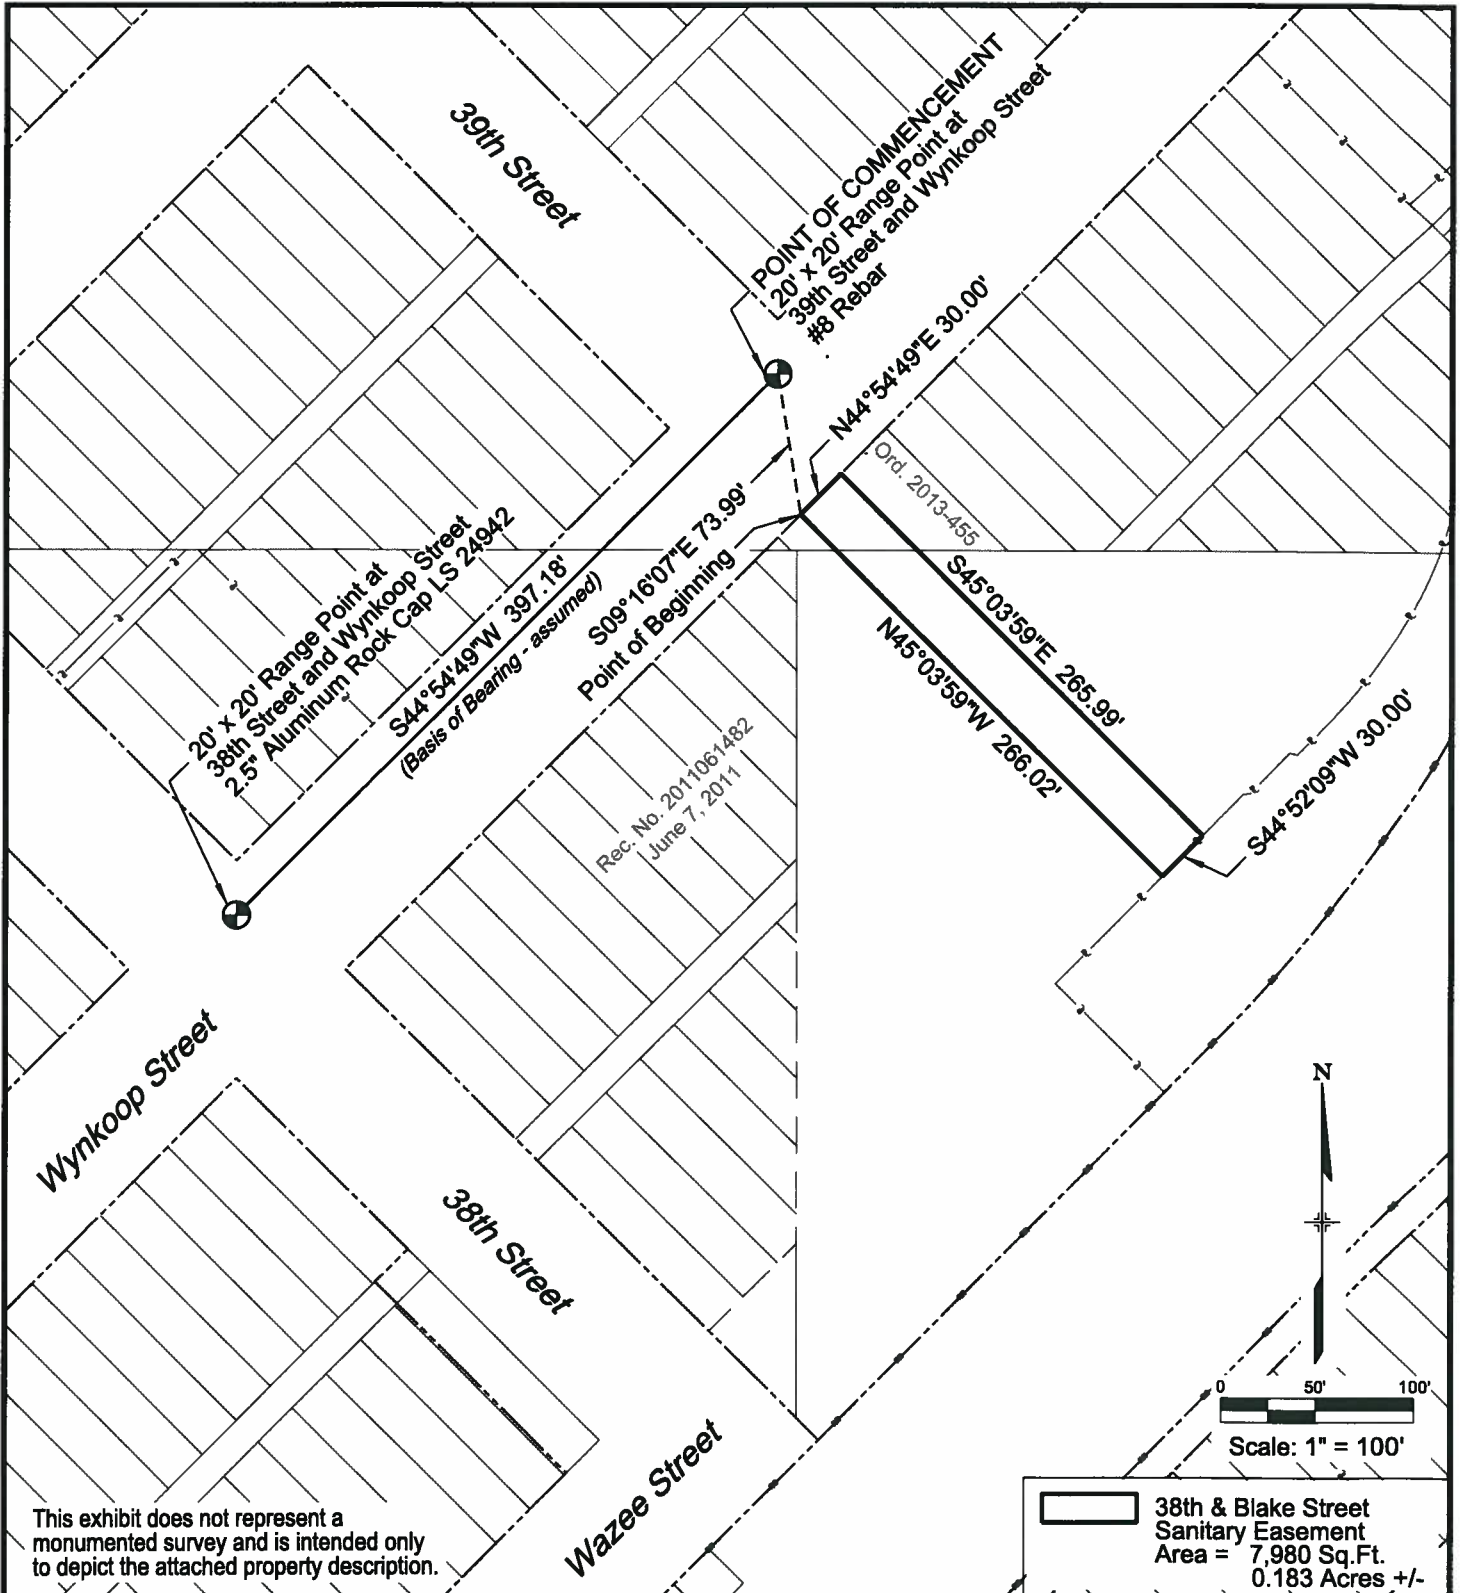 39th Street
POINT OF COMMENCEMENT
20' x 20' Range Point at
39th Street and Wynkoop Street
#8 Rebar
N44°54'49"E 30.00'
Ord. 2013-455
20' x 20' Range Point at
38th Street and Wynkoop Street
2.5" Aluminum Rock Cap LS 24942
S44°54'49"W 397.18'
(Basis of Bearing - assumed)
S09°16'07"E 73.99'
Point of Beginning
S45°03'59"E 265.99'
N45°03'59"W 266.02'
S44°52'09"W 30.00'
Rec. No. 2011061482
June 7, 2011
Wynkoop Street
38th Street
Wazee Street
N
0 50' 100'
Scale: 1" = 100'
This exhibit does not represent a
monumented survey and is intended only
to depict the attached property description.
38th & Blake Street
Sanitary Easement
Area = 7,980 Sq.Ft.
0.183 Acres +/-